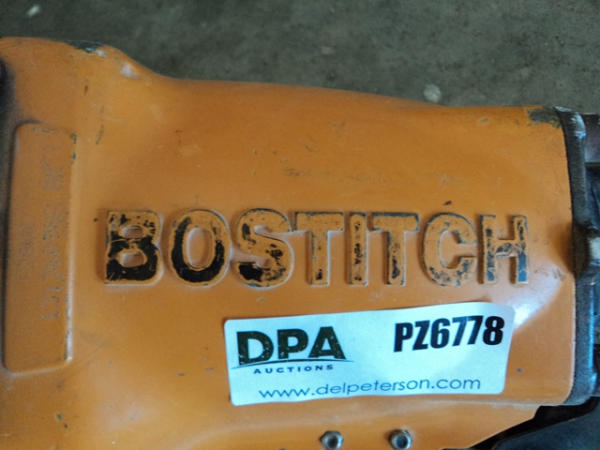 BOSTITCH
DPA
AUCTIONS
PZ6778
www.delpeterson.com